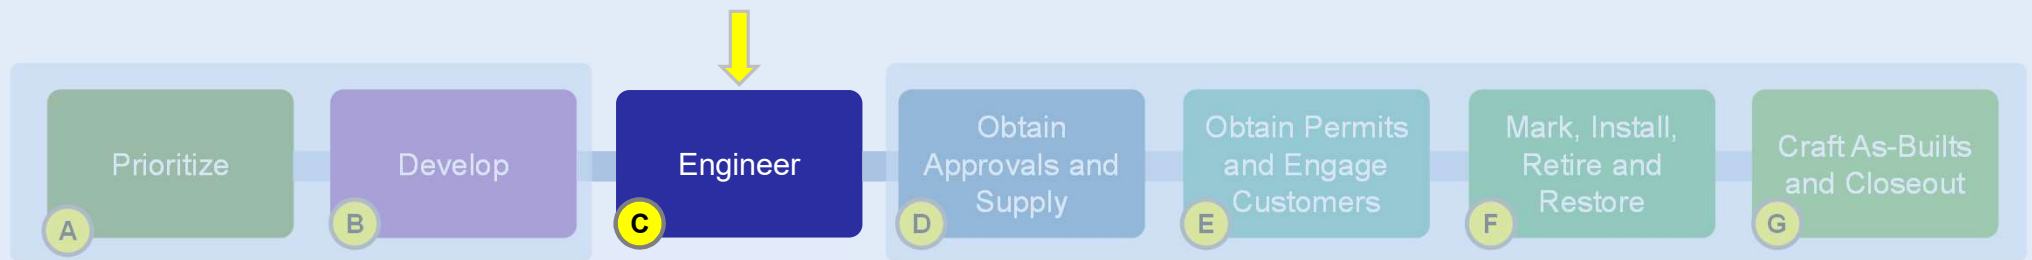 Prioritize
A
Develop
B
Engineer
C
Obtain
Approvals and
Supply
D
Obtain Permits
and Engage
Customers
E
Mark, Install,
Retire and
Restore
F
Craft As-Builts
and Closeout
G